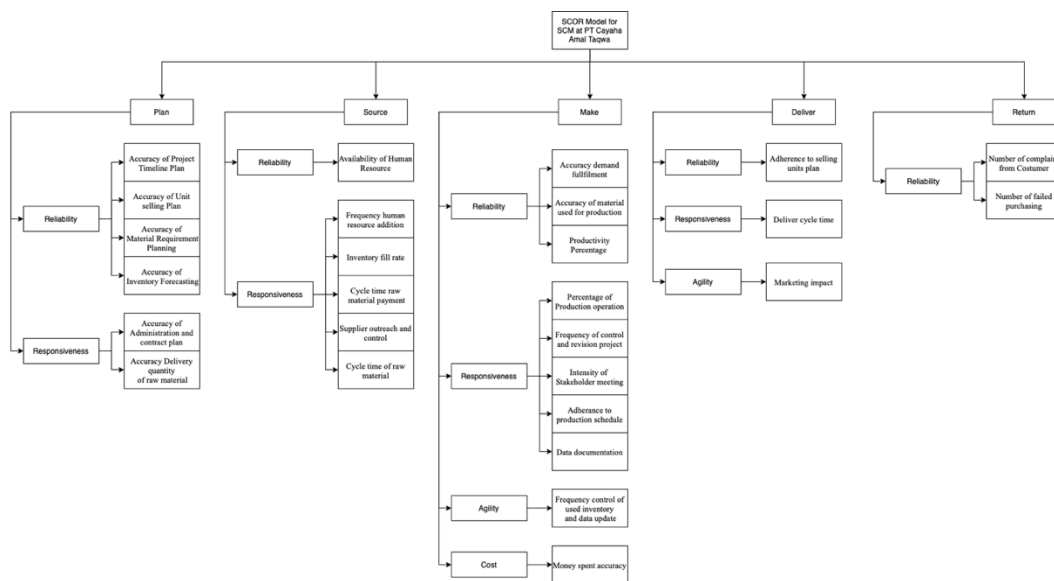 SCOR Model for
SCM at PT Cayaha
Amal Taqwa
Plan
Source
Make
Deliver
Return
Reliability
Accuracy of Project
Timeline Plan
Accuracy of Unit
selling Plan
Accuracy of
Material Requirement
Planning
Accuracy of
Inventory Forecasting
Responsiveness
Accuracy of
Administration and
contract plan
Accuracy Delivery
quantity
of raw material
Reliability
Availability of Human
Resource
Responsiveness
Frequency human
resource addition
Inventory fill rate
Cycle time raw
material payment
Supplier outreach and
control
Cycle time of raw
material
Reliability
Accuracy demand
fullfilment
Accuracy of material
used for production
Productivity
Percentage
Responsiveness
Percentage of
Production operation
Frequency of control
and revision project
Intensity of
Stakeholder meeting
Adherance to
production schedule
Data documentation
Agility
Frequency control of
used inventory
and data update
Cost
Money spent accuracy
Reliability
Adherence to selling
units plan
Responsiveness
Deliver cycle time
Agility
Marketing impact
Reliability
Number of complain
from Costumer
Number of failed
purchasing